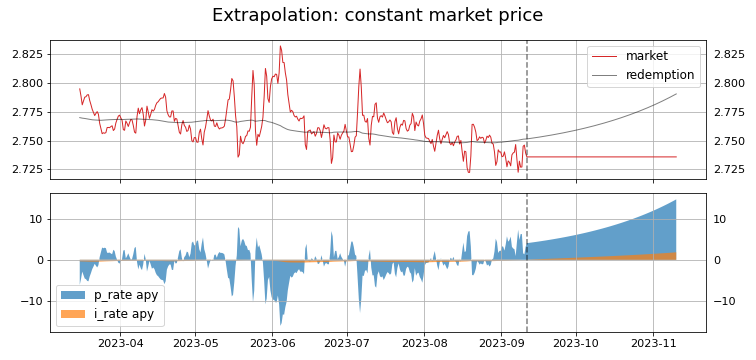 Extrapolation: constant market price
2.825 2.825
2.800 2.800
2.775 2.775
2.750 2.750
2.725 2.725
market
redemption
10 10
0 0
−10 −10
p_rate apy
i_rate apy
2023-04 2023-05 2023-06 2023-07 2023-08 2023-09 2023-10 2023-11